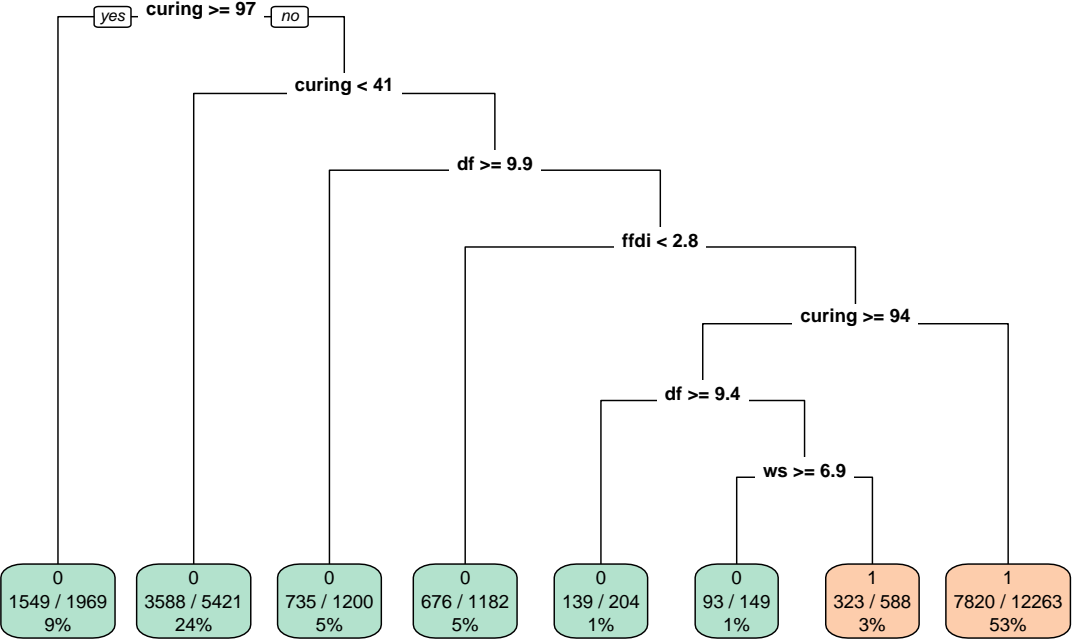 yes curing >= 97 no
curing < 41
df >= 9.9
ffdi < 2.8
curing >= 94
df >= 9.4
ws >= 6.9
0 0 0 0 0 0 1 1
1549 / 1969 3588 / 5421 735 / 1200 676 / 1182 139 / 204 93 / 149 323 / 588 7820 / 12263
9% 24% 5% 5% 1% 1% 3% 53%